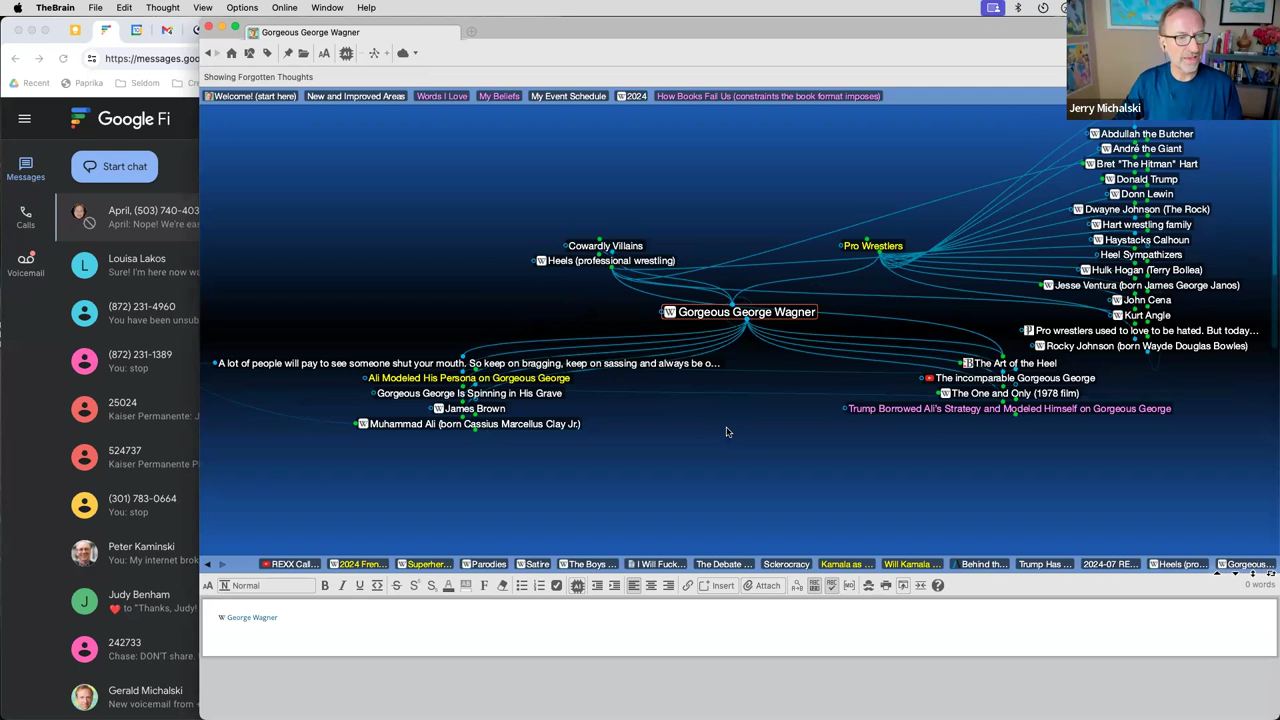 TheBrain File Edit Thought View Options Online Window Help
Gorgeous George Wagner
https://messages.goo
Recent Paprika Seldom
Showing Forgotten Thoughts
Welcome! (start here) New and Improved Areas Words I Love My Beliefs My Event Schedule 2024 How Books Fail Us (constraints the book format imposes)
Jerry Michalski
Google Fi
Start chat
Messages
Calls
Voicemail
April, (503) 740-403
April: Nope! We're eas
Louisa Lakos
Sure! I'm here now w
(872) 231-4960
You have been unsub
(872) 231-1389
You: stop
25024
Kaiser Permanente: P
524737
Kaiser Permanente P
(301) 783-0664
You: stop
Peter Kaminski
You: My internet brok
Judy Benham
❤️ to "Thanks, Judy!
242733
Chase: DON'T share.
Gerald Michalski
New voicemail from +
Abdullah the Butcher
André the Giant
Bret "The Hitman" Hart
Donald Trump
Donn Lewin
Dwayne Johnson (The Rock)
Hart wrestling family
Haystacks Calhoun
Heel Sympathizers
Hulk Hogan (Terry Bollea)
Jesse Ventura (born James George Janos)
John Cena
Kurt Angle
Pro wrestlers used to love to be hated. But today...
Rocky Johnson (born Wayde Douglas Bowles)
Cowardly Villains
Heels (professional wrestling)
Pro Wrestlers
Gorgeous George Wagner
A lot of people will pay to see someone shut your mouth. So keep on bragging, keep on sassing and always be o...
Ali Modeled His Persona on Gorgeous George
Gorgeous George Is Spinning in His Grave
James Brown
Muhammad Ali (born Cassius Marcellus Clay Jr.)
The Art of the Heel
The incomparable Gorgeous George
The One and Only (1978 film)
Trump Borrowed Ali's Strategy and Modeled Himself on Gorgeous George
REXX Call... 2024 Fren... Superher... Parodies Satire The Boys ... I Will Fuck... The Debate ... Sclerocracy Kamala as ... Will Kamala ... Behind th... Trump Has ... 2024-07 RE... Heels (pro... Gorgeous...
Normal Insert Attach 0 words
George Wagner